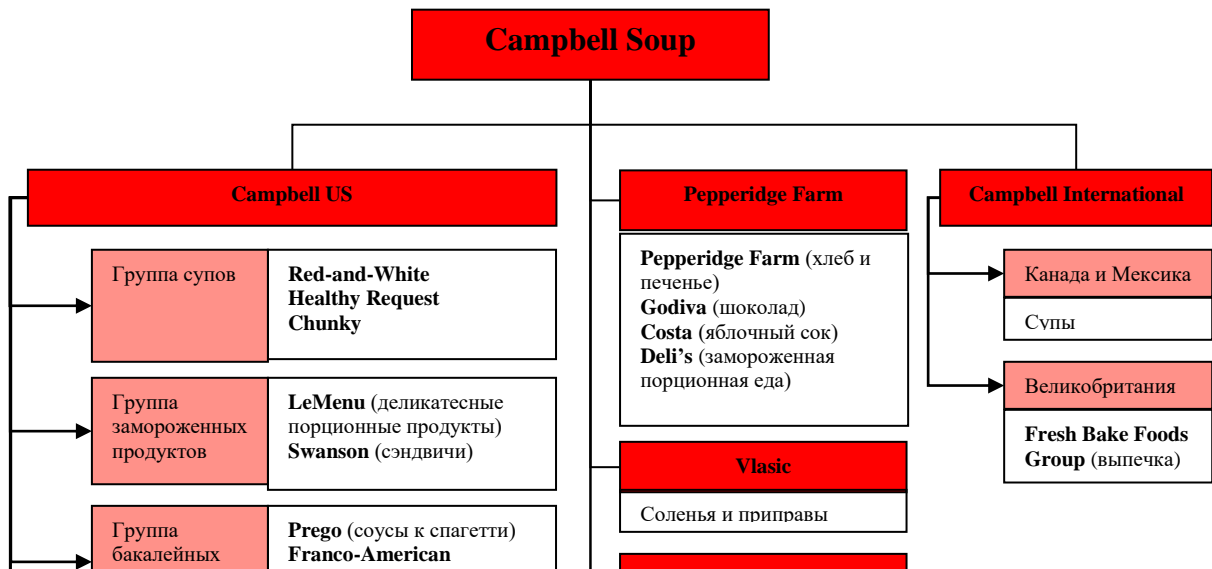 Campbell Soup
Campbell US
Группа супов
Red-and-White
Healthy Request
Chunky
Группа
замороженных
продуктов
LeMenu (деликатесные
порционные продукты)
Swanson (сэндвичи)
Группа
бакалейных
Prego (соусы к спагетти)
Franco-American
Pepperidge Farm
Pepperidge Farm (хлеб и
печенье)
Godiva (шоколад)
Costa (яблочный сок)
Deli’s (замороженная
порционная еда)
Vlasic
Соленья и приправы
Campbell International
Канада и Мексика
Супы
Великобритания
Fresh Bake Foods
Group (выпечка)